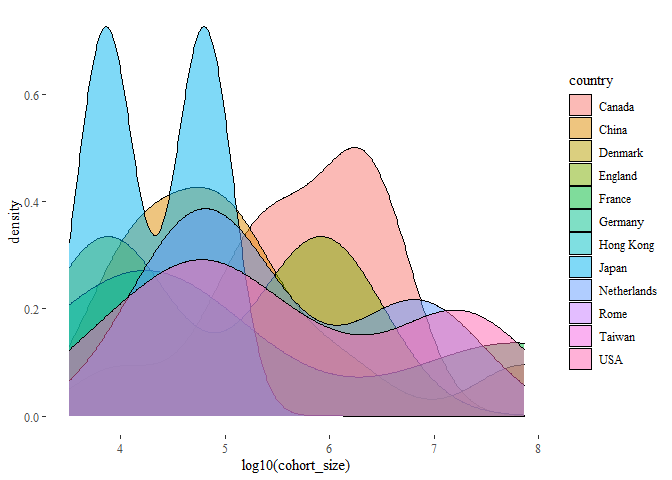 country
Canada
China
Denmark
England
France
Germany
Hong Kong
Japan
Netherlands
Rome
Taiwan
USA
density
0.6
0.4
0.2
0.0
4 5 6 7 8
log10(cohort_size)